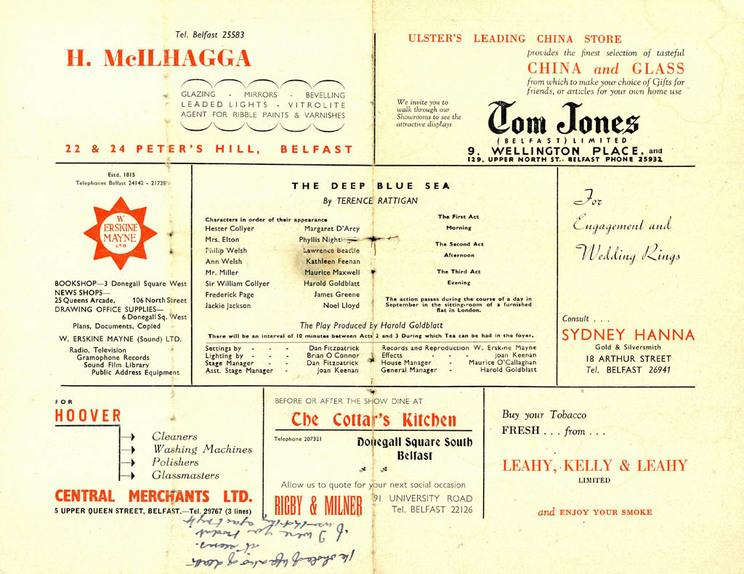 Tel. Belfast 25583
H. McILHAGGA
GLAZING - MIRRORS - BEVELLING
LEADED LIGHTS - VITROLITE
AGENT FOR RIBBLE PAINTS & VARNISHES
22 & 24 PETER'S HILL, BELFAST
ULSTER'S LEADING CHINA STORE
provides the finest selection of tasteful
CHINA and GLASS
from which to make your choice of Gifts for
friends, or articles for your own home use
We invite you to
walk through our
Showrooms to see the
attractive displays
Tom Jones
(BELFAST) LIMITED
9, WELLINGTON PLACE, and
129, UPPER NORTH ST. - BELFAST PHONE 25932
Estd. 1815
Telephones Belfast 24142 - 21728
W.
ERSKINE
MAYNE
LTD
BOOKSHOP—3 Donegall Square West
NEWS SHOPS—
25 Queens Arcade, 106 North Street
DRAWING OFFICE SUPPLIES—
6 Donegall Sq. West
Plans, Documents, Copied
W. ERSKINE MAYNE (Sound) LTD.
Radio, Television
Gramophone Records
Sound Film Library
Public Address Equipment
THE DEEP BLUE SEA
By TERENCE RATTIGAN
Characters in order of their appearance
Hester Collyer Margaret D'Arcy
Mrs. Elton Phyllis
Philip Welsh Lawrence Beattie
Ann Welsh Kathleen Feenan
Mr. Miller Maurice Maxwell
Sir William Collyer Harold Goldblatt
Frederick Page James Greene
Jackie Jackson Noel Lloyd
The First Act
Morning
The Second Act
Afternoon
The Third Act
Evening
The action passes during the course of a day in
September in the sitting-room of a furnished
flat in London.
The Play Produced by Harold Goldblatt
There will be an interval of 10 minutes between Acts 2 and 3 During which Tea can be had in the foyer.
Settings by - - Dan Fitzpatrick
Lighting by - - Brian O Connor
Stage Manager - - Dan Fitzpatrick
Asst. Stage Manager - Joan Keenan
Records and Reproduction W. Erskine Mayne
Effects - - Joan Keenan
House Manager - Maurice O'Callaghan
General Manager - Harold Goldblatt
For
Engagement and
Wedding Rings
Consult . . .
SYDNEY HANNA
Gold & Silversmith
18 ARTHUR STREET
Tel. BELFAST 26941
FOR
HOOVER
Cleaners
Washing Machines
Polishers
Glassmasters
CENTRAL MERCHANTS LTD.
5 UPPER QUEEN STREET, BELFAST.—Tel. 29767 (3 lines)
BEFORE OR AFTER THE SHOW DINE AT
The Cottar's Kitchen
Telephone 207321
Donegall Square South
Belfast
Allow us to quote for your next social occasion
RIGBY & MILNER
91 UNIVERSITY ROAD
Tel. BELFAST 22126
Buy your Tobacco
FRESH . . . from . . .
LEAHY, KELLY & LEAHY
LIMITED
and ENJOY YOUR SMOKE